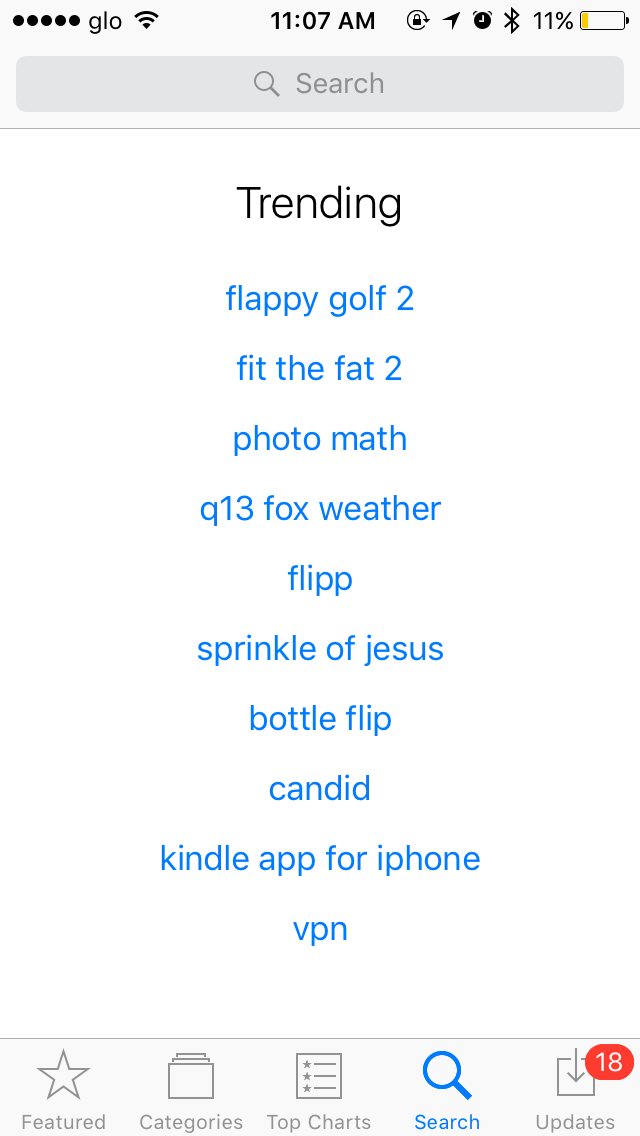 glo 11:07 AM 11%
Search
Trending
flappy golf 2
fit the fat 2
photo math
q13 fox weather
flipp
sprinkle of jesus
bottle flip
candid
kindle app for iphone
vpn
18
Featured Categories Top Charts Search Updates